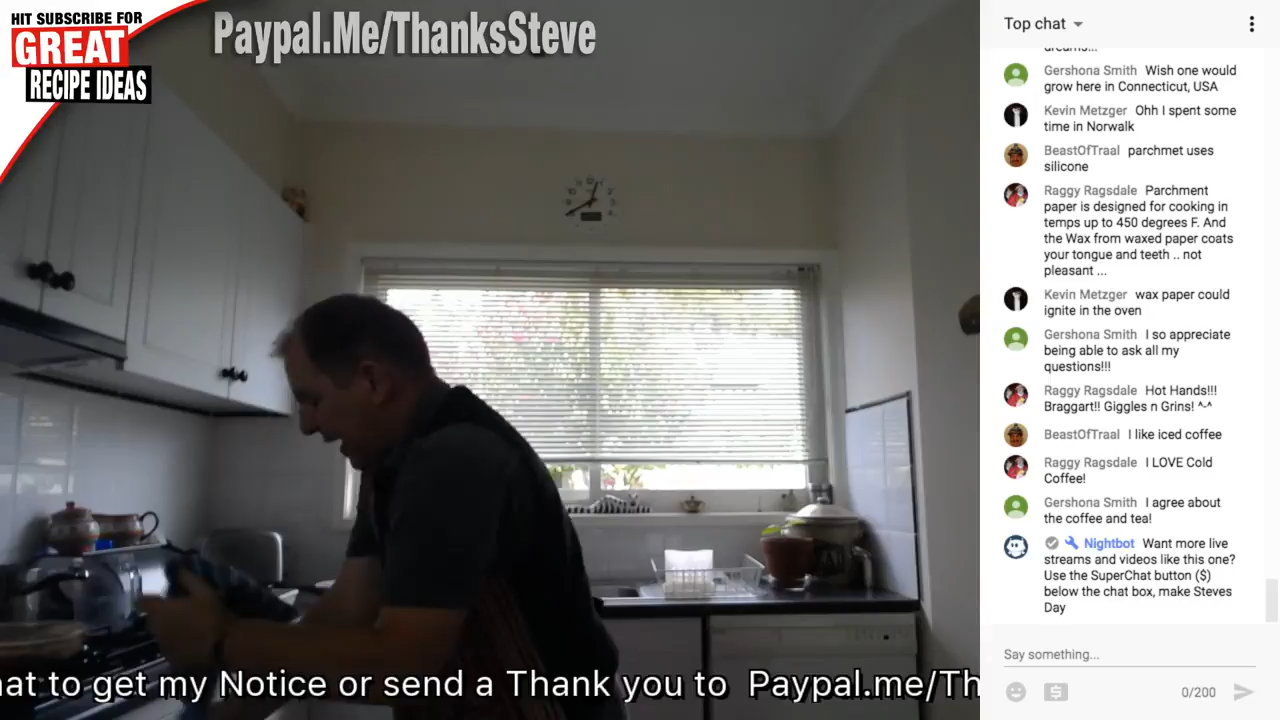 HIT SUBSCRIBE FOR
GREAT
RECIPE IDEAS
Paypal.Me/ThanksSteve
at to get my Notice or send a Thank you to Paypal.me/Th
Top chat
dreams...
Gershona Smith Wish one would
grow here in Connecticut, USA
Kevin Metzger Ohh I spent some
time in Norwalk
BeastOfTraal parchmet uses
silicone
Raggy Ragsdale Parchment
paper is designed for cooking in
temps up to 450 degrees F. And
the Wax from waxed paper coats
your tongue and teeth .. not
pleasant ...
Kevin Metzger wax paper could
ignite in the oven
Gershona Smith I so appreciate
being able to ask all my
questions!!!
Raggy Ragsdale Hot Hands!!!
Braggart!! Giggles n Grins! ^-^
BeastOfTraal I like iced coffee
Raggy Ragsdale I LOVE Cold
Coffee!
Gershona Smith I agree about
the coffee and tea!
Nightbot Want more live
streams and videos like this one?
Use the SuperChat button ($)
below the chat box, make Steves
Day
Say something...
0/200